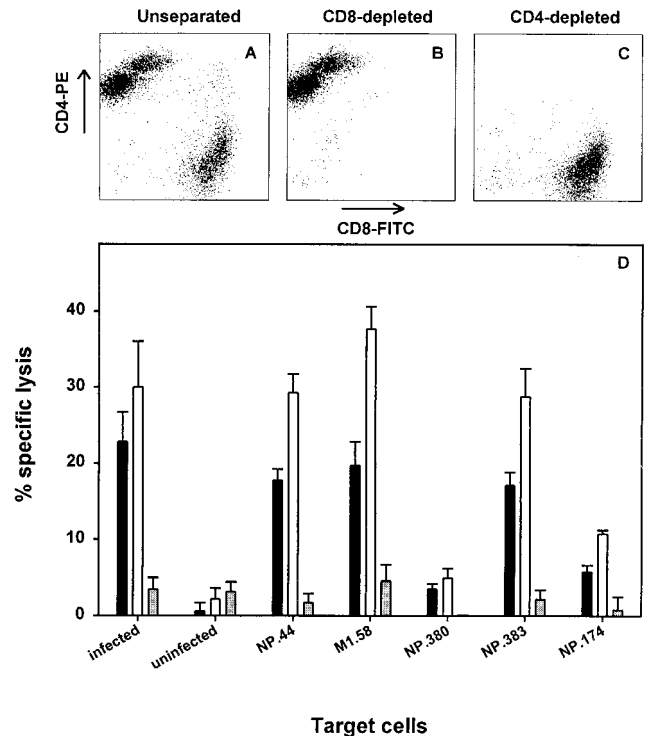 Unseparated CD8-depleted CD4-depleted
A B C
CD4-PE
CD8-FITC
D
% specific lysis
40
30
20
10
0
infected uninfected NP.44 M1.58 NP.380 NP.383 NP.174
Target cells